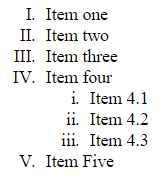 I. Item one
II. Item two
III. Item three
IV. Item four
i. Item 4.1
ii. Item 4.2
iii. Item 4.3
V. Item Five